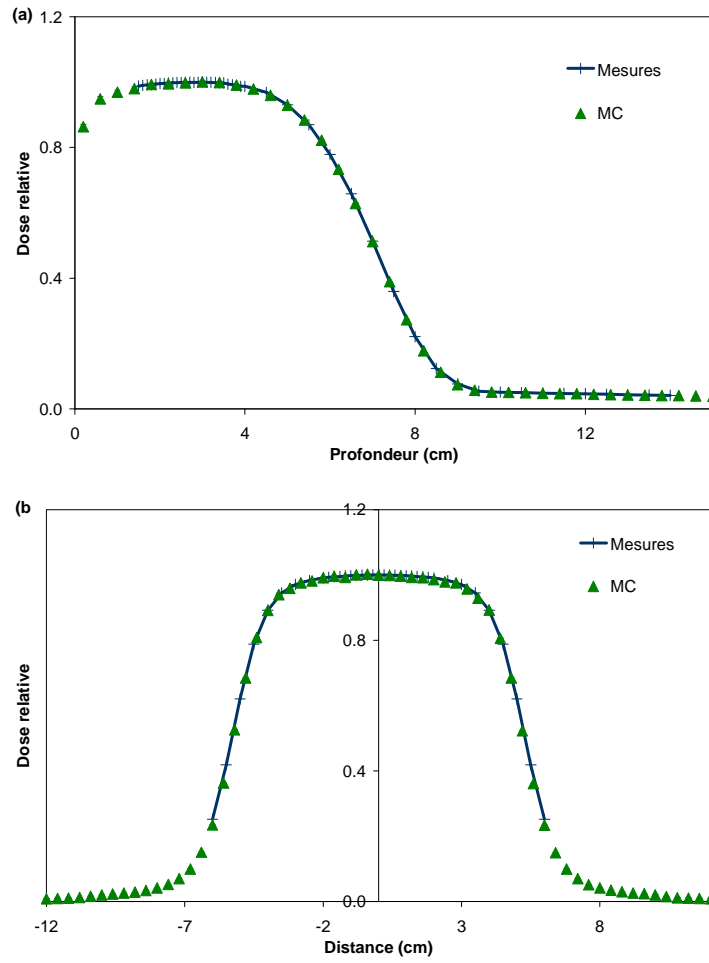 (a)
1.2
Mesures
MC
0.8
Dose relative
0.4
0.0
0 4 8 12
Profondeur (cm)
(b)
1.2
Mesures
MC
0.8
Dose relative
0.4
0.0
-12 -7 -2 3 8
Distance (cm)